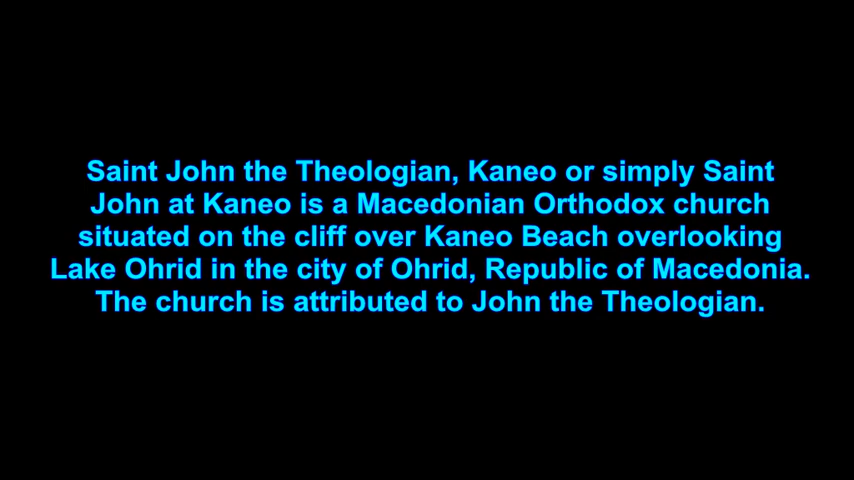 Saint John the Theologian, Kaneo or simply Saint
John at Kaneo is a Macedonian Orthodox church
situated on the cliff over Kaneo Beach overlooking
Lake Ohrid in the city of Ohrid, Republic of Macedonia.
The church is attributed to John the Theologian.